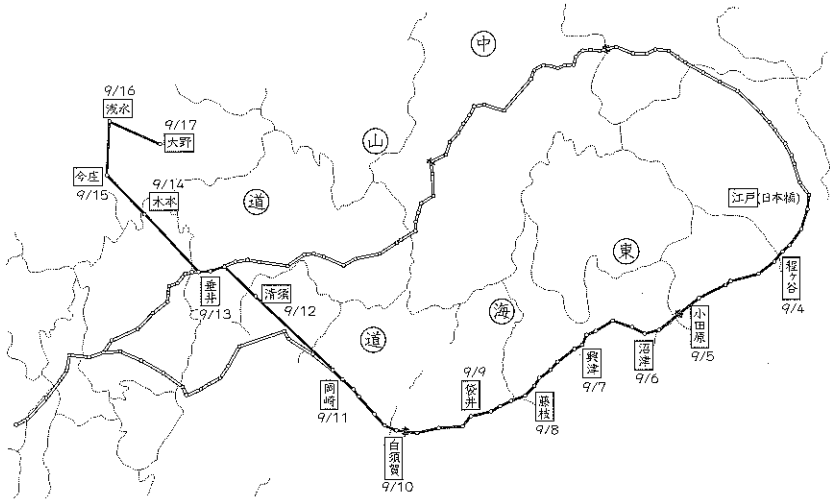 中
山
道
東
海
道
江戸(日本橋)
程ヶ谷
9/4
小田原
9/5
沼津
9/6
興津
9/7
藤枝
9/8
9/9
袋井
白須賀
9/10
岡崎
9/11
清須
9/12
垂井
9/13
9/14
木本
今庄
9/15
9/16
浅水
9/17
大野